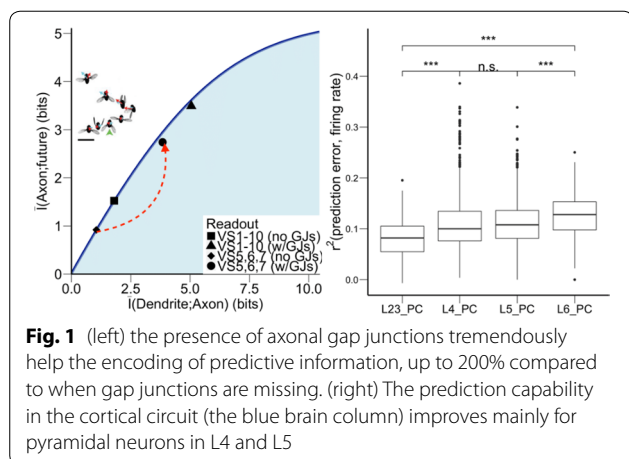 5
4
3
2
1
0
Ī(Axon;future) (bits)
0.0
2.5
5.0
7.5
10.0
Ī(Dendrite;Axon) (bits)
Readout
VS1-10 (no GJs)
VS1-10 (w/GJs)
VS5,6,7 (no GJs)
VS5,6,7 (w/GJs)
***
***
n.s.
***
0.4
0.3
0.2
0.1
0.0
r²(prediction error, firing rate)
L23_PC
L4_PC
L5_PC
L6_PC
Fig. 1 (left) the presence of axonal gap junctions tremendously
help the encoding of predictive information, up to 200% compared
to when gap junctions are missing. (right) The prediction capability
in the cortical circuit (the blue brain column) improves mainly for
pyramidal neurons in L4 and L5